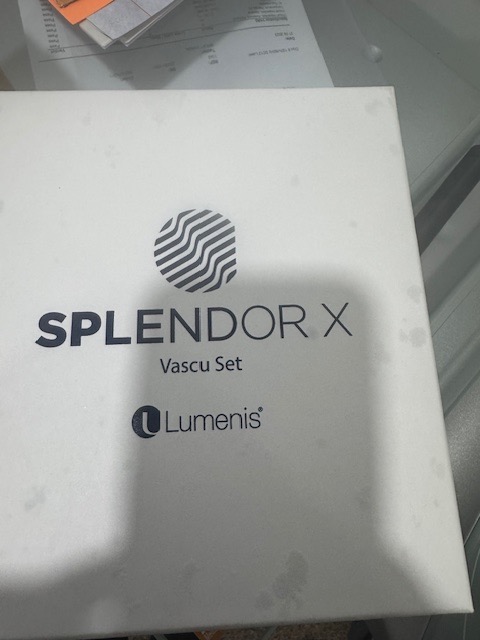 SPLENDOR X
Vascu Set
Lumenis®